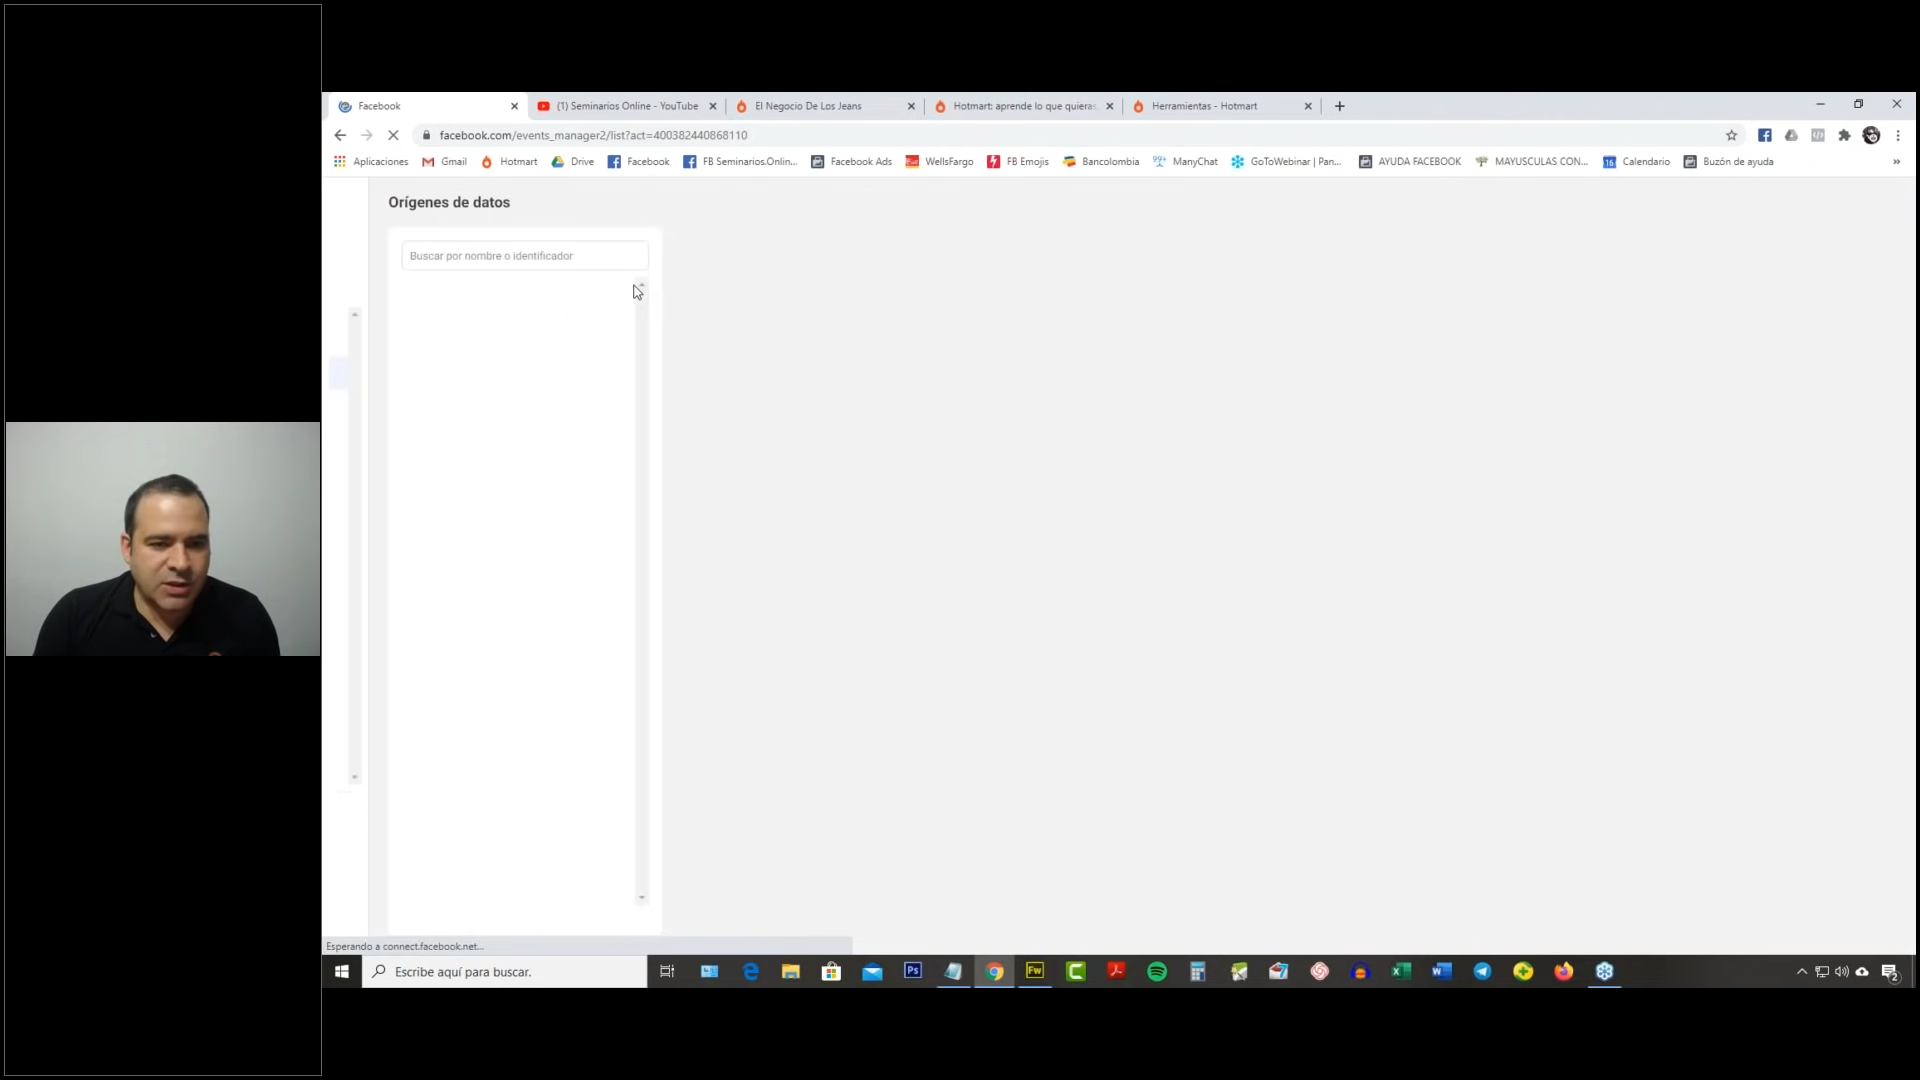 Facebook
(1) Seminarios Online - YouTube
El Negocio De Los Jeans
Hotmart: aprende lo que quieras
Herramientas - Hotmart
facebook.com/events_manager2/list?act=400382440868110
Aplicaciones
Gmail
Hotmart
Drive
Facebook
FB Seminarios.Onlin...
Facebook Ads
WellsFargo
FB Emojis
Bancolombia
ManyChat
GoToWebinar | Pan...
AYUDA FACEBOOK
MAYUSCULAS CON...
Calendario
Buzón de ayuda
Orígenes de datos
Buscar por nombre o identificador
Esperando a connect.facebook.net...
Escribe aquí para buscar.